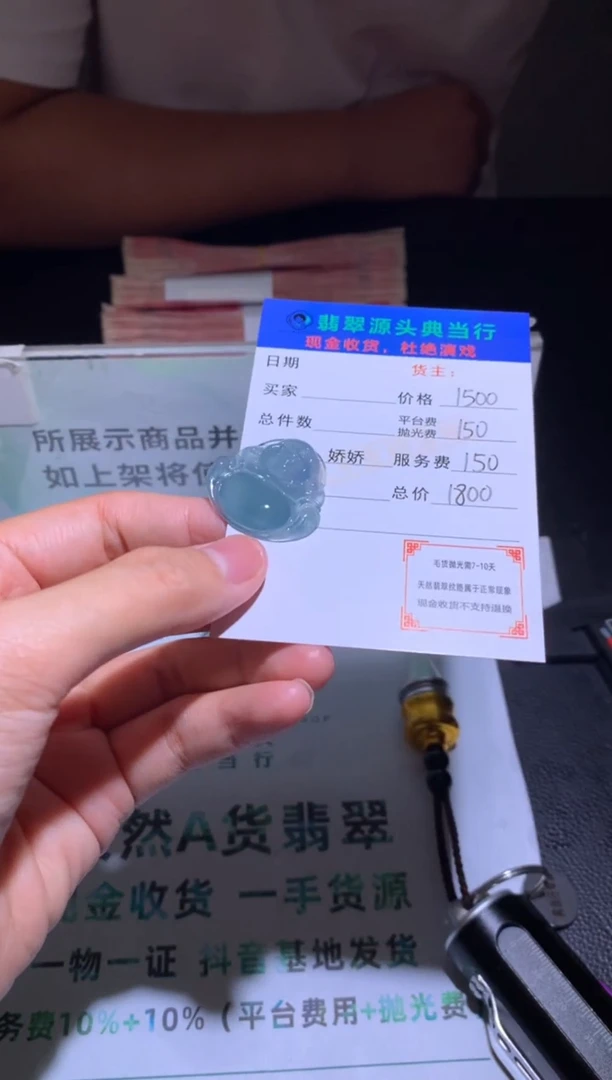 翡翠源头典当行
现金收货，杜绝演戏
日期
货主：
买家
价格 1500
总件数
平台费
抛光费 150
娇娇
服务费 150
总价 1800
毛货抛光需7-10天
天然翡翠纹路属于正常现象
现金收货不支持退换
所展示商品并
如上架将
当行
然A货翡翠
现金收货 一手货源
一物一证 抖音基地发货
务费10%+10%（平台费用+抛光费